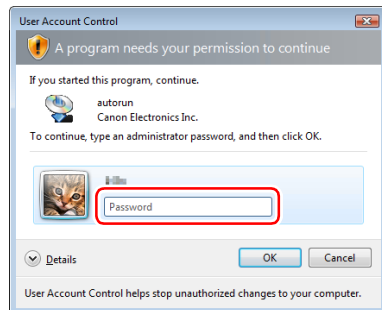 User Account Control
A program needs your permission to continue
If you started this program, continue.
autorun
Canon Electronics Inc.
To continue, type an administrator password, and then click OK.
Password
Details
OK Cancel
User Account Control helps stop unauthorized changes to your computer.